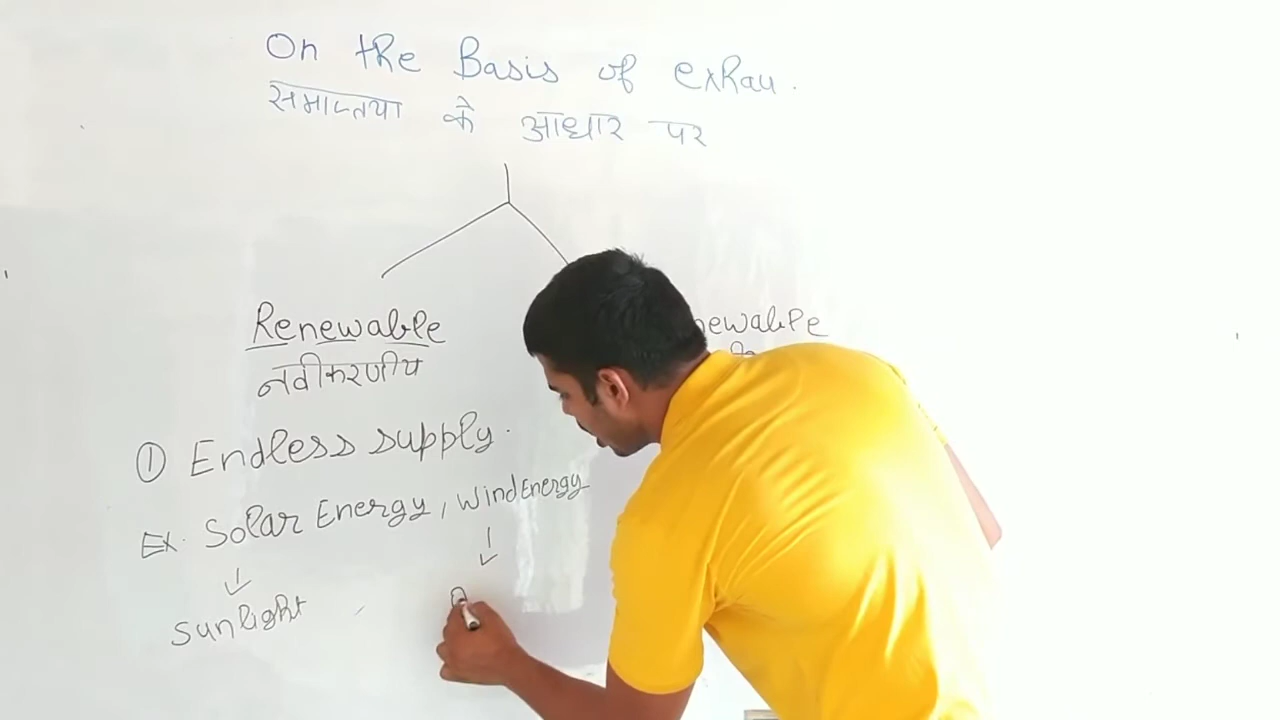 On the Basis of exhau.
समाप्तया के आधार पर
Renewable newable
नवीकरणीय
① Endless supply.
Ex. Solar Energy, Wind Energy
sunlight